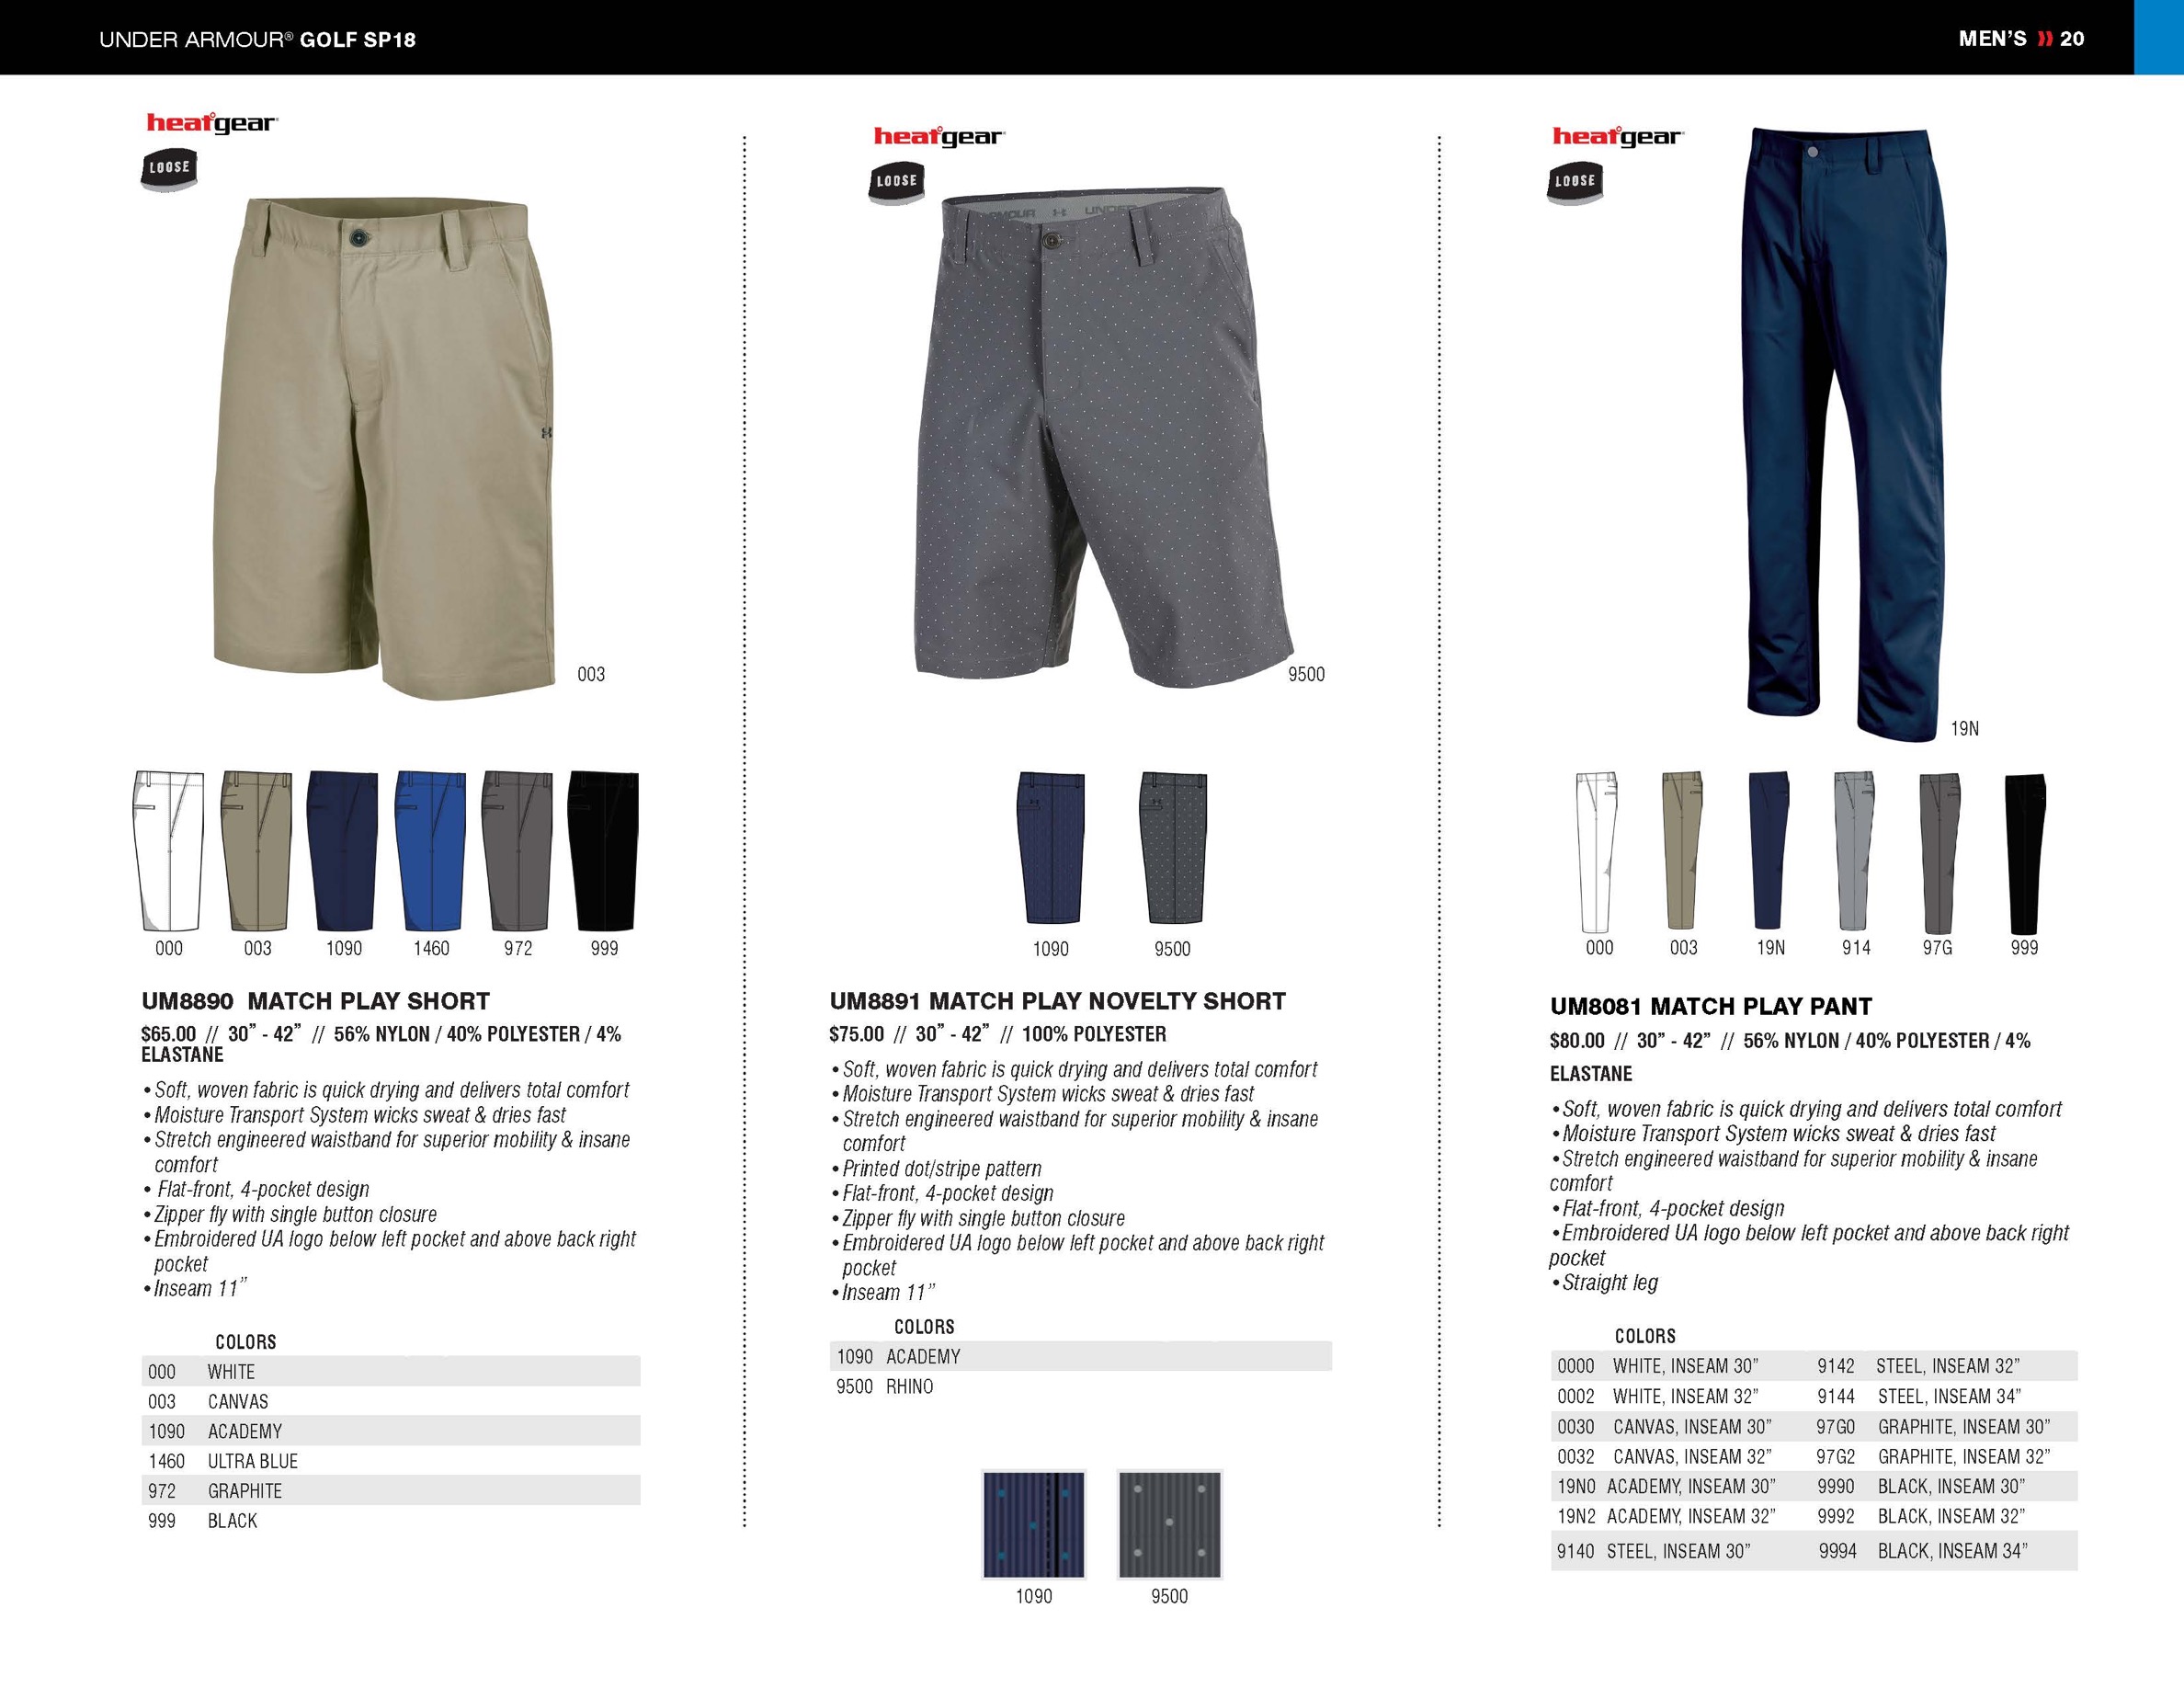 UNDER ARMOUR® GOLF SP18
MEN'S 20
heatgear
LOOSE
003
000 003 1090 1460 972 999
UM8890 MATCH PLAY SHORT
$65.00 // 30” - 42” // 56% NYLON / 40% POLYESTER / 4%
ELASTANE
• Soft, woven fabric is quick drying and delivers total comfort
• Moisture Transport System wicks sweat & dries fast
• Stretch engineered waistband for superior mobility & insane
comfort
• Flat-front, 4-pocket design
• Zipper fly with single button closure
• Embroidered UA logo below left pocket and above back right
pocket
• Inseam 11”
COLORS
000 WHITE
003 CANVAS
1090 ACADEMY
1460 ULTRA BLUE
972 GRAPHITE
999 BLACK
heatgear
LOOSE
ARMOUR UNDER
9500
1090 9500
UM8891 MATCH PLAY NOVELTY SHORT
$75.00 // 30” - 42” // 100% POLYESTER
• Soft, woven fabric is quick drying and delivers total comfort
• Moisture Transport System wicks sweat & dries fast
• Stretch engineered waistband for superior mobility & insane
comfort
• Printed dot/stripe pattern
• Flat-front, 4-pocket design
• Zipper fly with single button closure
• Embroidered UA logo below left pocket and above back right
pocket
• Inseam 11”
COLORS
1090 ACADEMY
9500 RHINO
1090 9500
heatgear
LOOSE
19N
000 003 19N 914 97G 999
UM8081 MATCH PLAY PANT
$80.00 // 30” - 42” // 56% NYLON / 40% POLYESTER / 4%
ELASTANE
• Soft, woven fabric is quick drying and delivers total comfort
• Moisture Transport System wicks sweat & dries fast
• Stretch engineered waistband for superior mobility & insane
comfort
• Flat-front, 4-pocket design
• Embroidered UA logo below left pocket and above back right
pocket
• Straight leg
COLORS
0000 WHITE, INSEAM 30” 9142 STEEL, INSEAM 32”
0002 WHITE, INSEAM 32” 9144 STEEL, INSEAM 34”
0030 CANVAS, INSEAM 30” 97G0 GRAPHITE, INSEAM 30”
0032 CANVAS, INSEAM 32” 97G2 GRAPHITE, INSEAM 32”
19N0 ACADEMY, INSEAM 30” 9990 BLACK, INSEAM 30”
19N2 ACADEMY, INSEAM 32” 9992 BLACK, INSEAM 32”
9140 STEEL, INSEAM 30” 9994 BLACK, INSEAM 34”